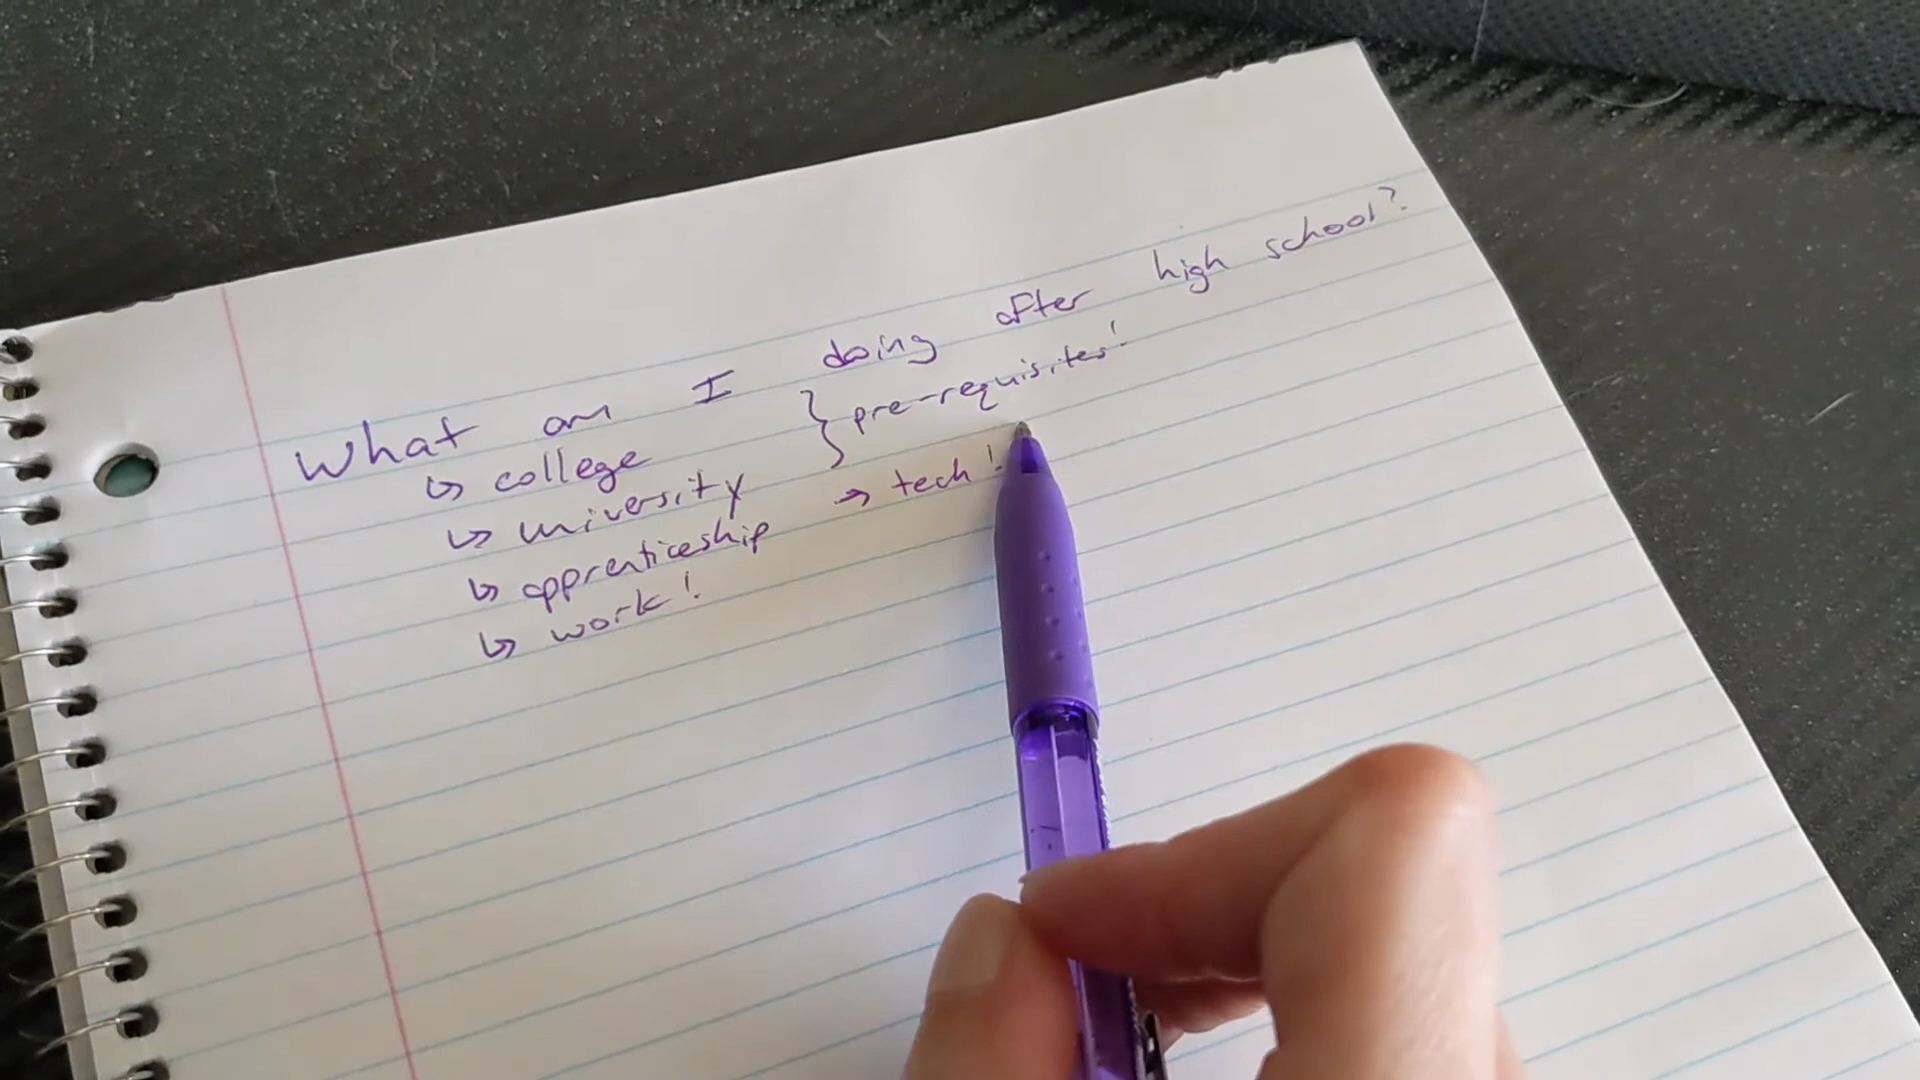 What am I doing after high school?
↳ college } pre-requisites!
↳ university
↳ apprenticeship → tech!
↳ work!